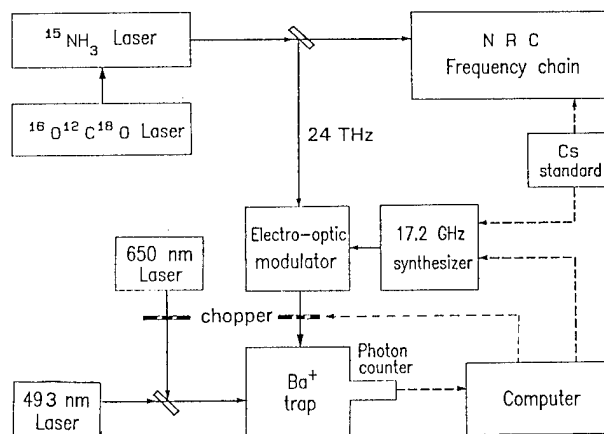 ¹⁵NH₃ Laser
N R C
Frequency chain
¹⁶O¹²C¹⁸O Laser
24 THz
Cs
standard
650 nm
Laser
Electro-optic
modulator
17.2 GHz
synthesizer
chopper
Photon
counter
493 nm
Laser
Ba⁺
trap
Computer